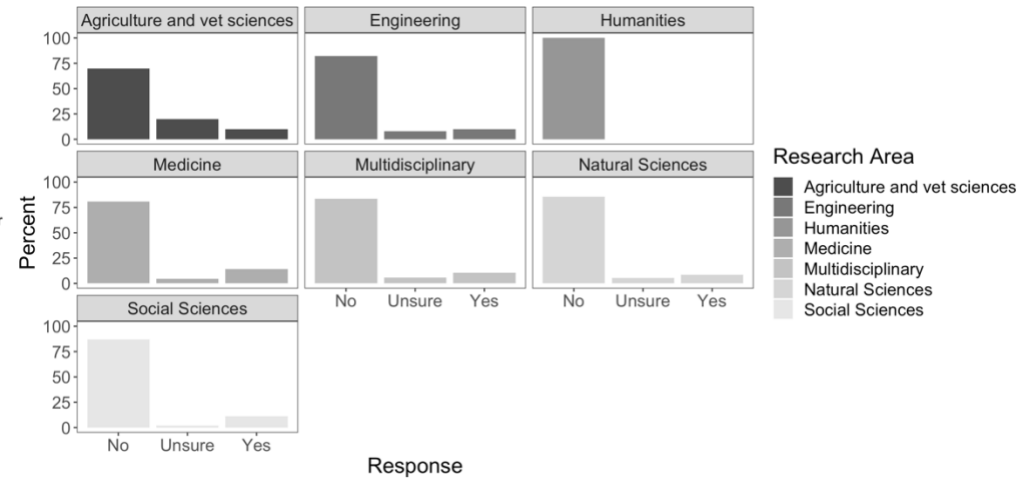 Agriculture and vet sciences
Engineering
Humanities
100
75
50
25
0
Medicine
Multidisciplinary
Natural Sciences
100
75
50
25
0
No Unsure Yes
No Unsure Yes
Social Sciences
100
75
50
25
0
No Unsure Yes
Percent
Response
Research Area
Agriculture and vet sciences
Engineering
Humanities
Medicine
Multidisciplinary
Natural Sciences
Social Sciences